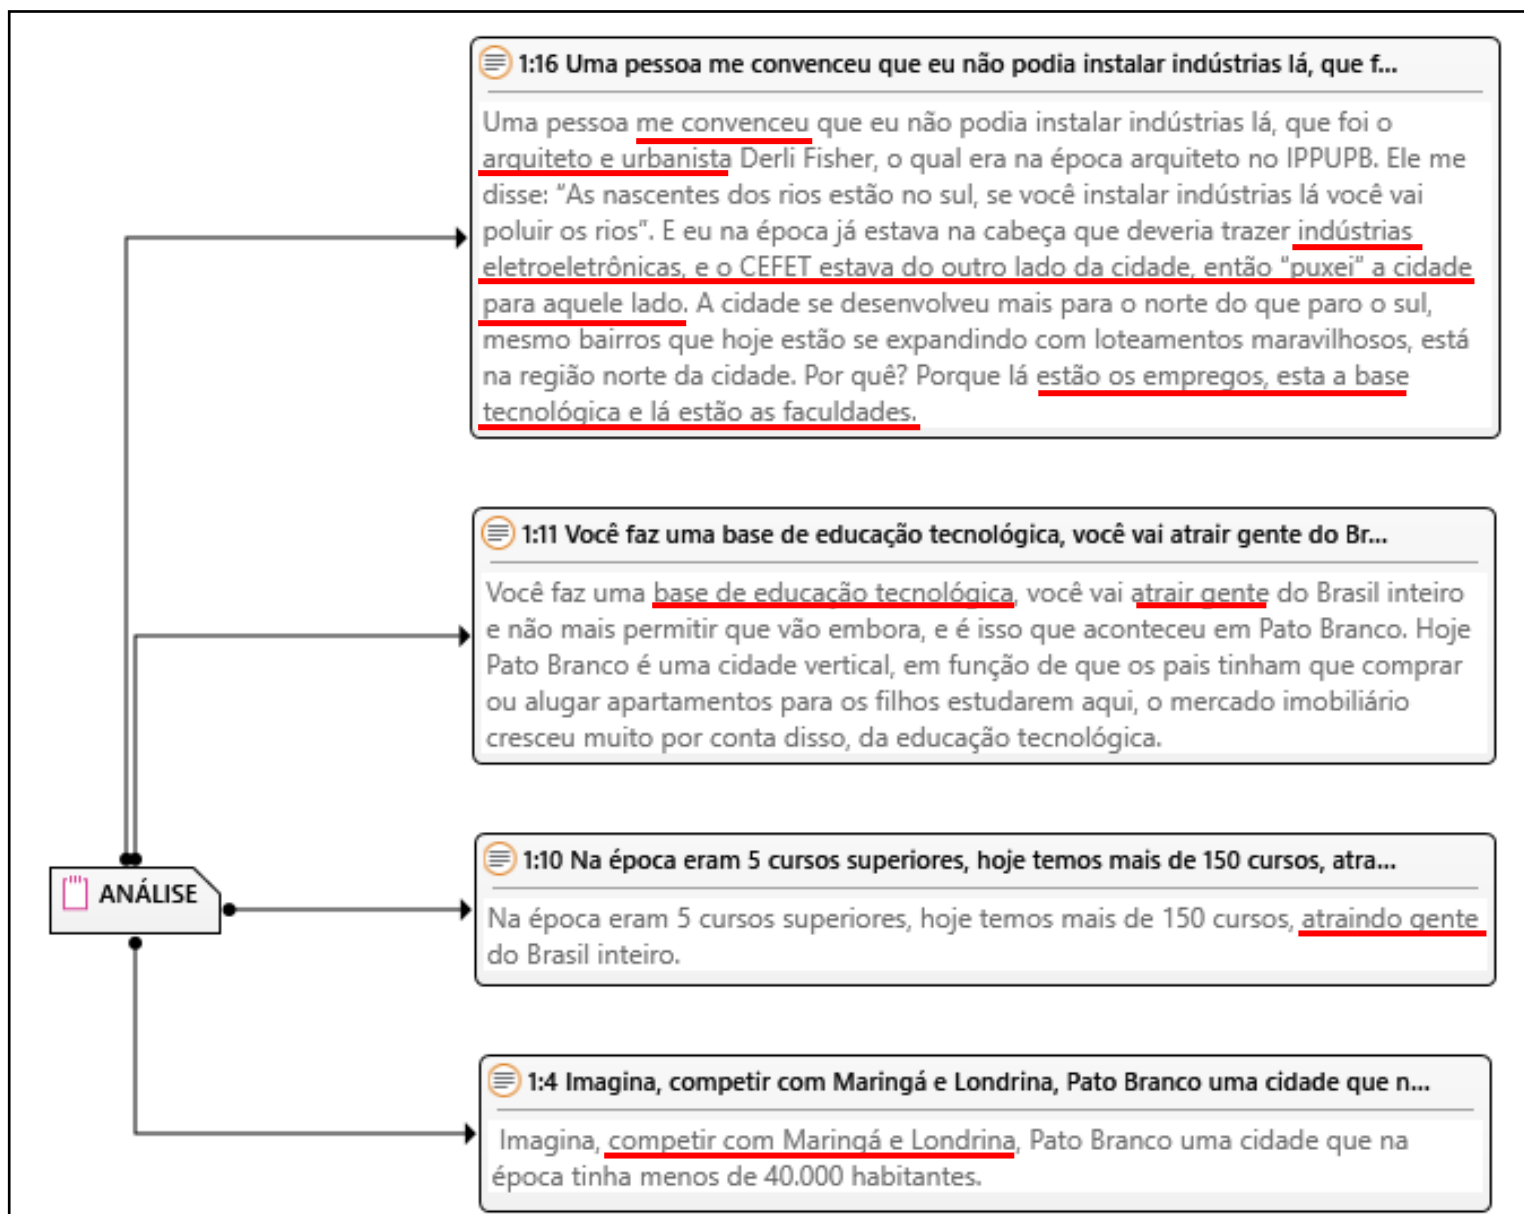 1:16 Uma pessoa me convenceu que eu não podia instalar indústrias lá, que f...
Uma pessoa me convenceu que eu não podia instalar indústrias lá, que foi o
arquiteto e urbanista Derli Fisher, o qual era na época arquiteto no IPPUPB. Ele me
disse: “As nascentes dos rios estão no sul, se você instalar indústrias lá você vai
poluir os rios”. E eu na época já estava na cabeça que deveria trazer indústrias
eletroeletrônicas, e o CEFET estava do outro lado da cidade, então “puxei” a cidade
para aquele lado. A cidade se desenvolveu mais para o norte do que paro o sul,
mesmo bairros que hoje estão se expandindo com loteamentos maravilhosos, está
na região norte da cidade. Por quê? Porque lá estão os empregos, esta a base
tecnológica e lá estão as faculdades.
1:11 Você faz uma base de educação tecnológica, você vai atrair gente do Br...
Você faz uma base de educação tecnológica, você vai atrair gente do Brasil inteiro
e não mais permitir que vão embora, e é isso que aconteceu em Pato Branco. Hoje
Pato Branco é uma cidade vertical, em função de que os pais tinham que comprar
ou alugar apartamentos para os filhos estudarem aqui, o mercado imobiliário
cresceu muito por conta disso, da educação tecnológica.
ANÁLISE
1:10 Na época eram 5 cursos superiores, hoje temos mais de 150 cursos, atra...
Na época eram 5 cursos superiores, hoje temos mais de 150 cursos, atraindo gente
do Brasil inteiro.
1:4 Imagina, competir com Maringá e Londrina, Pato Branco uma cidade que n...
Imagina, competir com Maringá e Londrina, Pato Branco uma cidade que na
época tinha menos de 40.000 habitantes.